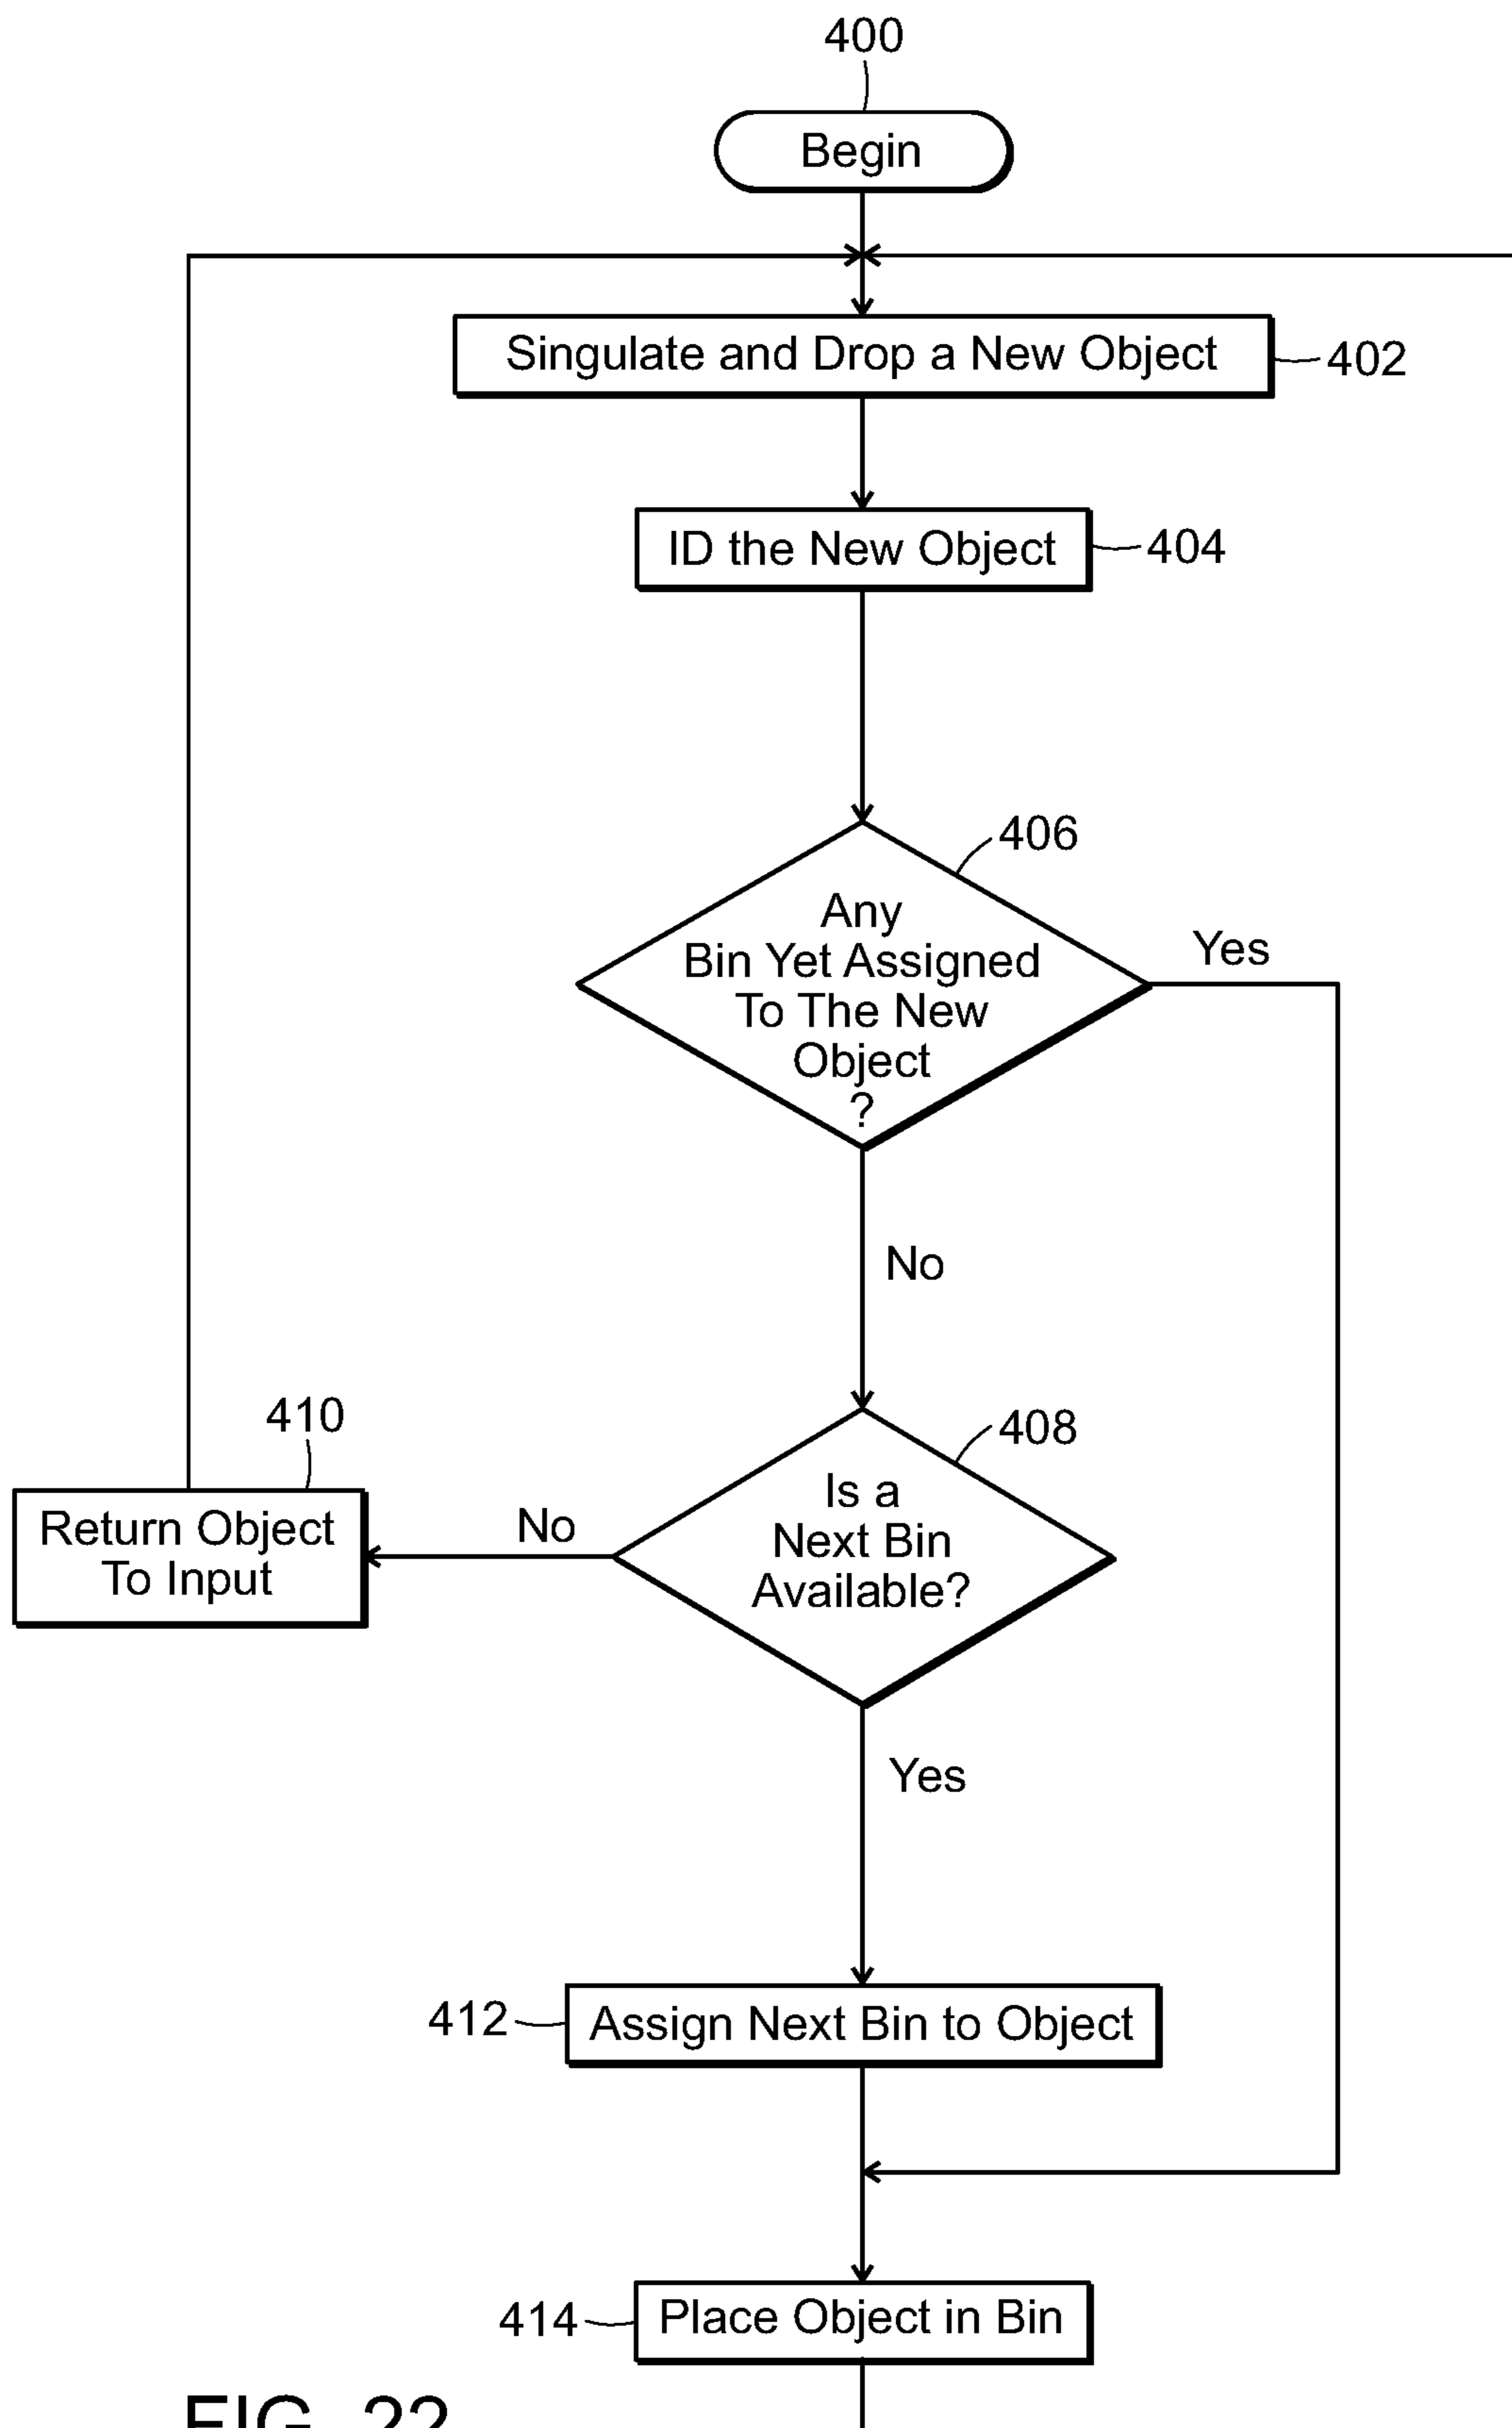 400
Begin
Singulate and Drop a New Object
402
ID the New Object
404
406
Any
Bin Yet Assigned
To The New
Object
?
Yes
No
408
Is a
Next Bin
Available?
No
410
Return Object
To Input
Yes
412
Assign Next Bin to Object
414
Place Object in Bin
FIG. 22